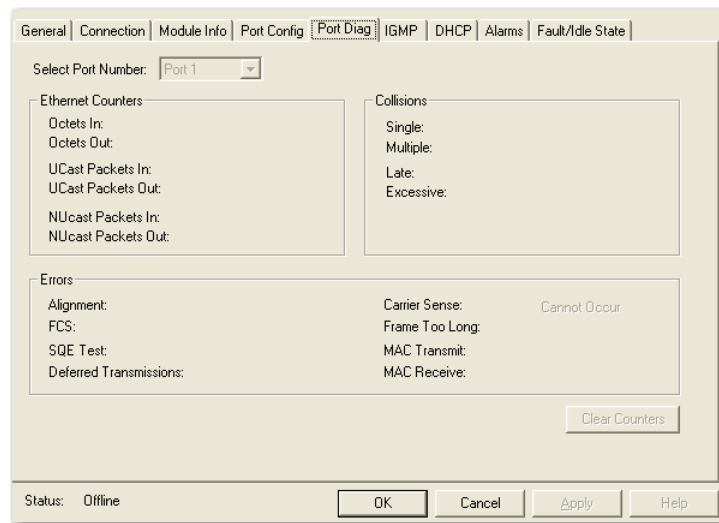 General Connection Module Info Port Config Port Diag IGMP DHCP Alarms Fault/Idle State
Select Port Number: Port 1
Ethernet Counters
Octets In:
Octets Out:
UCast Packets In:
UCast Packets Out:
NUcast Packets In:
NUcast Packets Out:
Collisions
Single:
Multiple:
Late:
Excessive:
Errors
Alignment:
FCS:
SQE Test:
Deferred Transmissions:
Carrier Sense: Cannot Occur
Frame Too Long:
MAC Transmit:
MAC Receive:
Clear Counters
Status: Offline
OK Cancel Apply Help